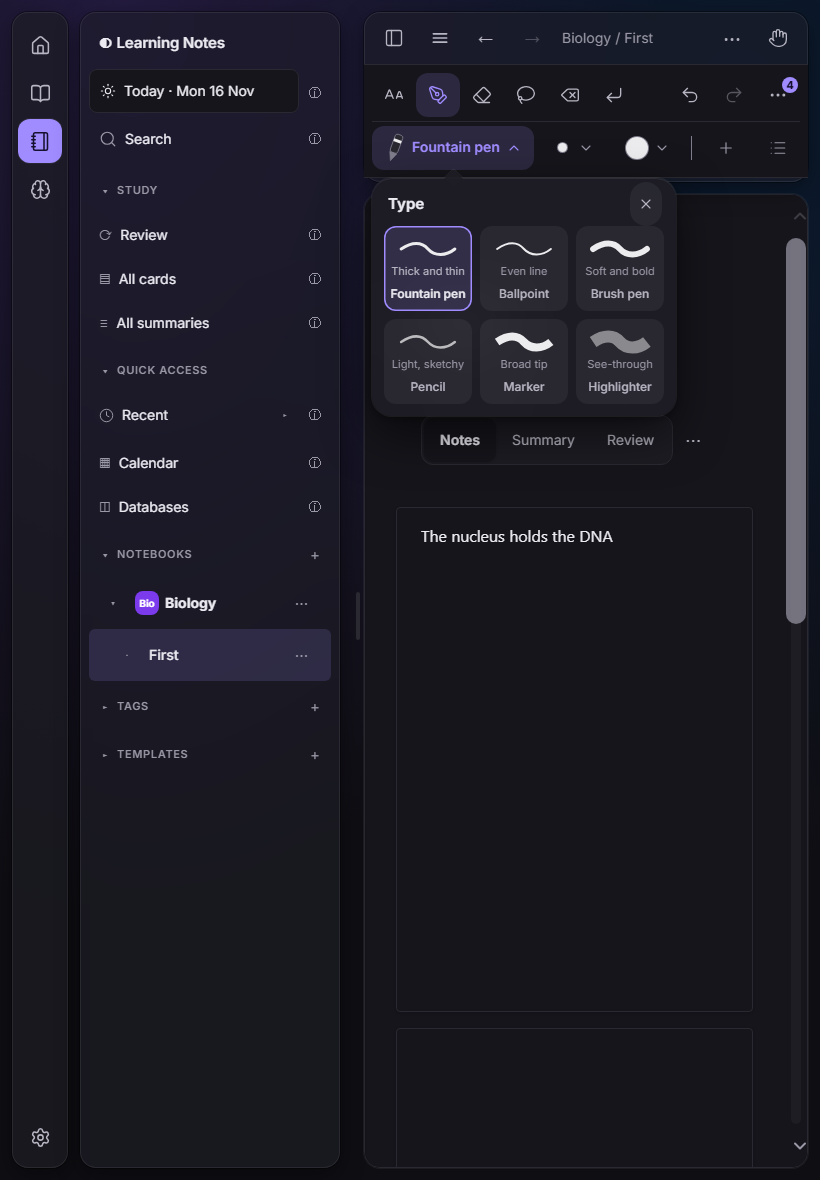 Learning Notes
Today · Mon 16 Nov
Search
STUDY
Review
All cards
All summaries
QUICK ACCESS
Recent
Calendar
Databases
NOTEBOOKS
Bio Biology
First
TAGS
TEMPLATES
Biology / First
AA
4
Fountain pen
Type
Thick and thin
Fountain pen
Even line
Ballpoint
Soft and bold
Brush pen
Light, sketchy
Pencil
Broad tip
Marker
See-through
Highlighter
Notes Summary Review
The nucleus holds the DNA